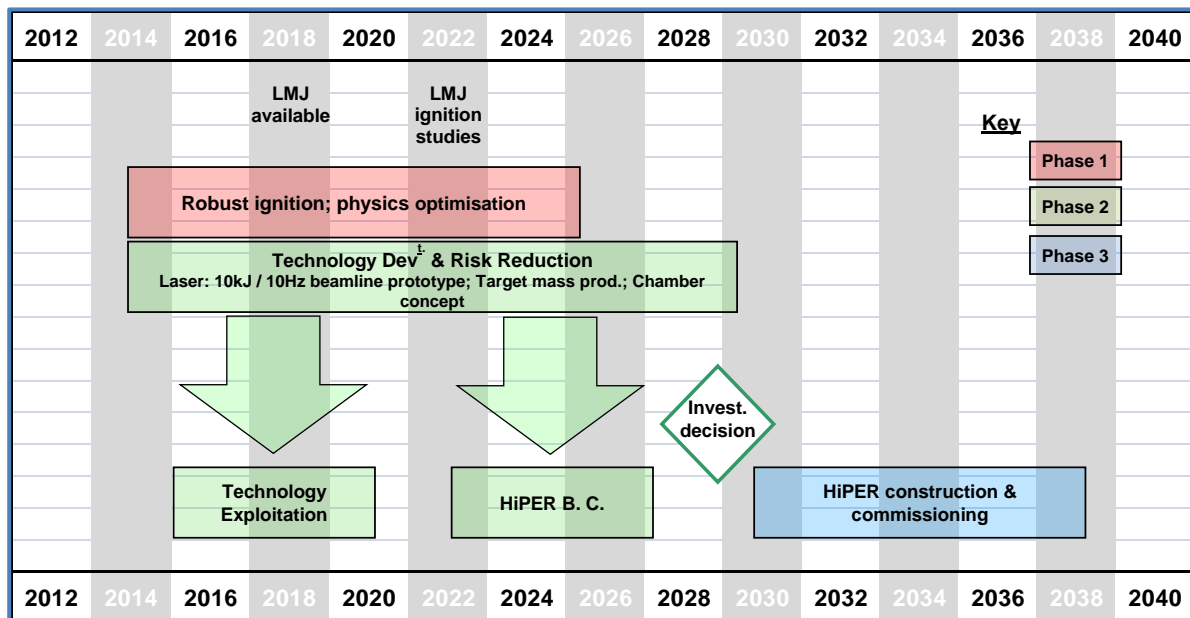 2012 2014 2016 2018 2020 2022 2024 2026 2028 2030 2032 2034 2036 2038 2040
LMJ
available
LMJ
ignition
studies
Key
Phase 1
Phase 2
Phase 3
Robust ignition; physics optimisation
Technology Dev t. & Risk Reduction
Laser: 10kJ / 10Hz beamline prototype; Target mass prod.; Chamber
concept
Invest.
decision
Technology
Exploitation
HiPER B. C.
HiPER construction &
commissioning
2012 2014 2016 2018 2020 2022 2024 2026 2028 2030 2032 2034 2036 2038 2040